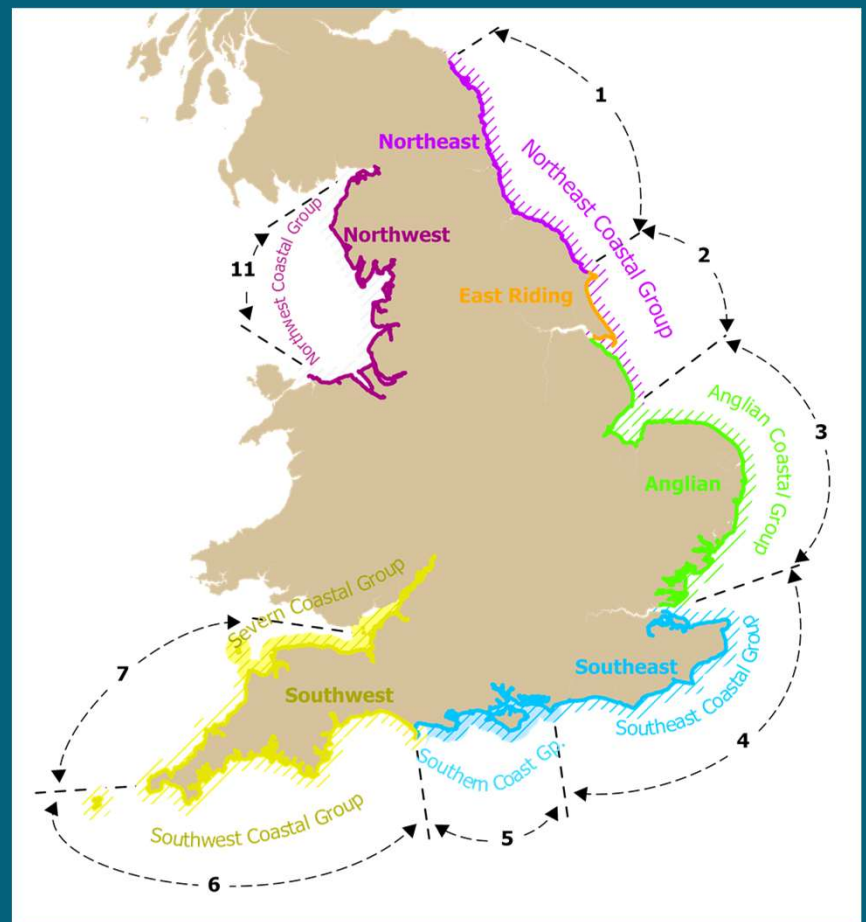 1
Northeast
Northeast Coastal Group
Northwest
Northwest Coastal Group
11
2
East Riding
Anglian Coastal Group
3
Anglian
Severn Coastal Group
7
Southwest
Southeast
Southeast Coastal Group
4
Southern Coast Gp.
Southwest Coastal Group
5
6